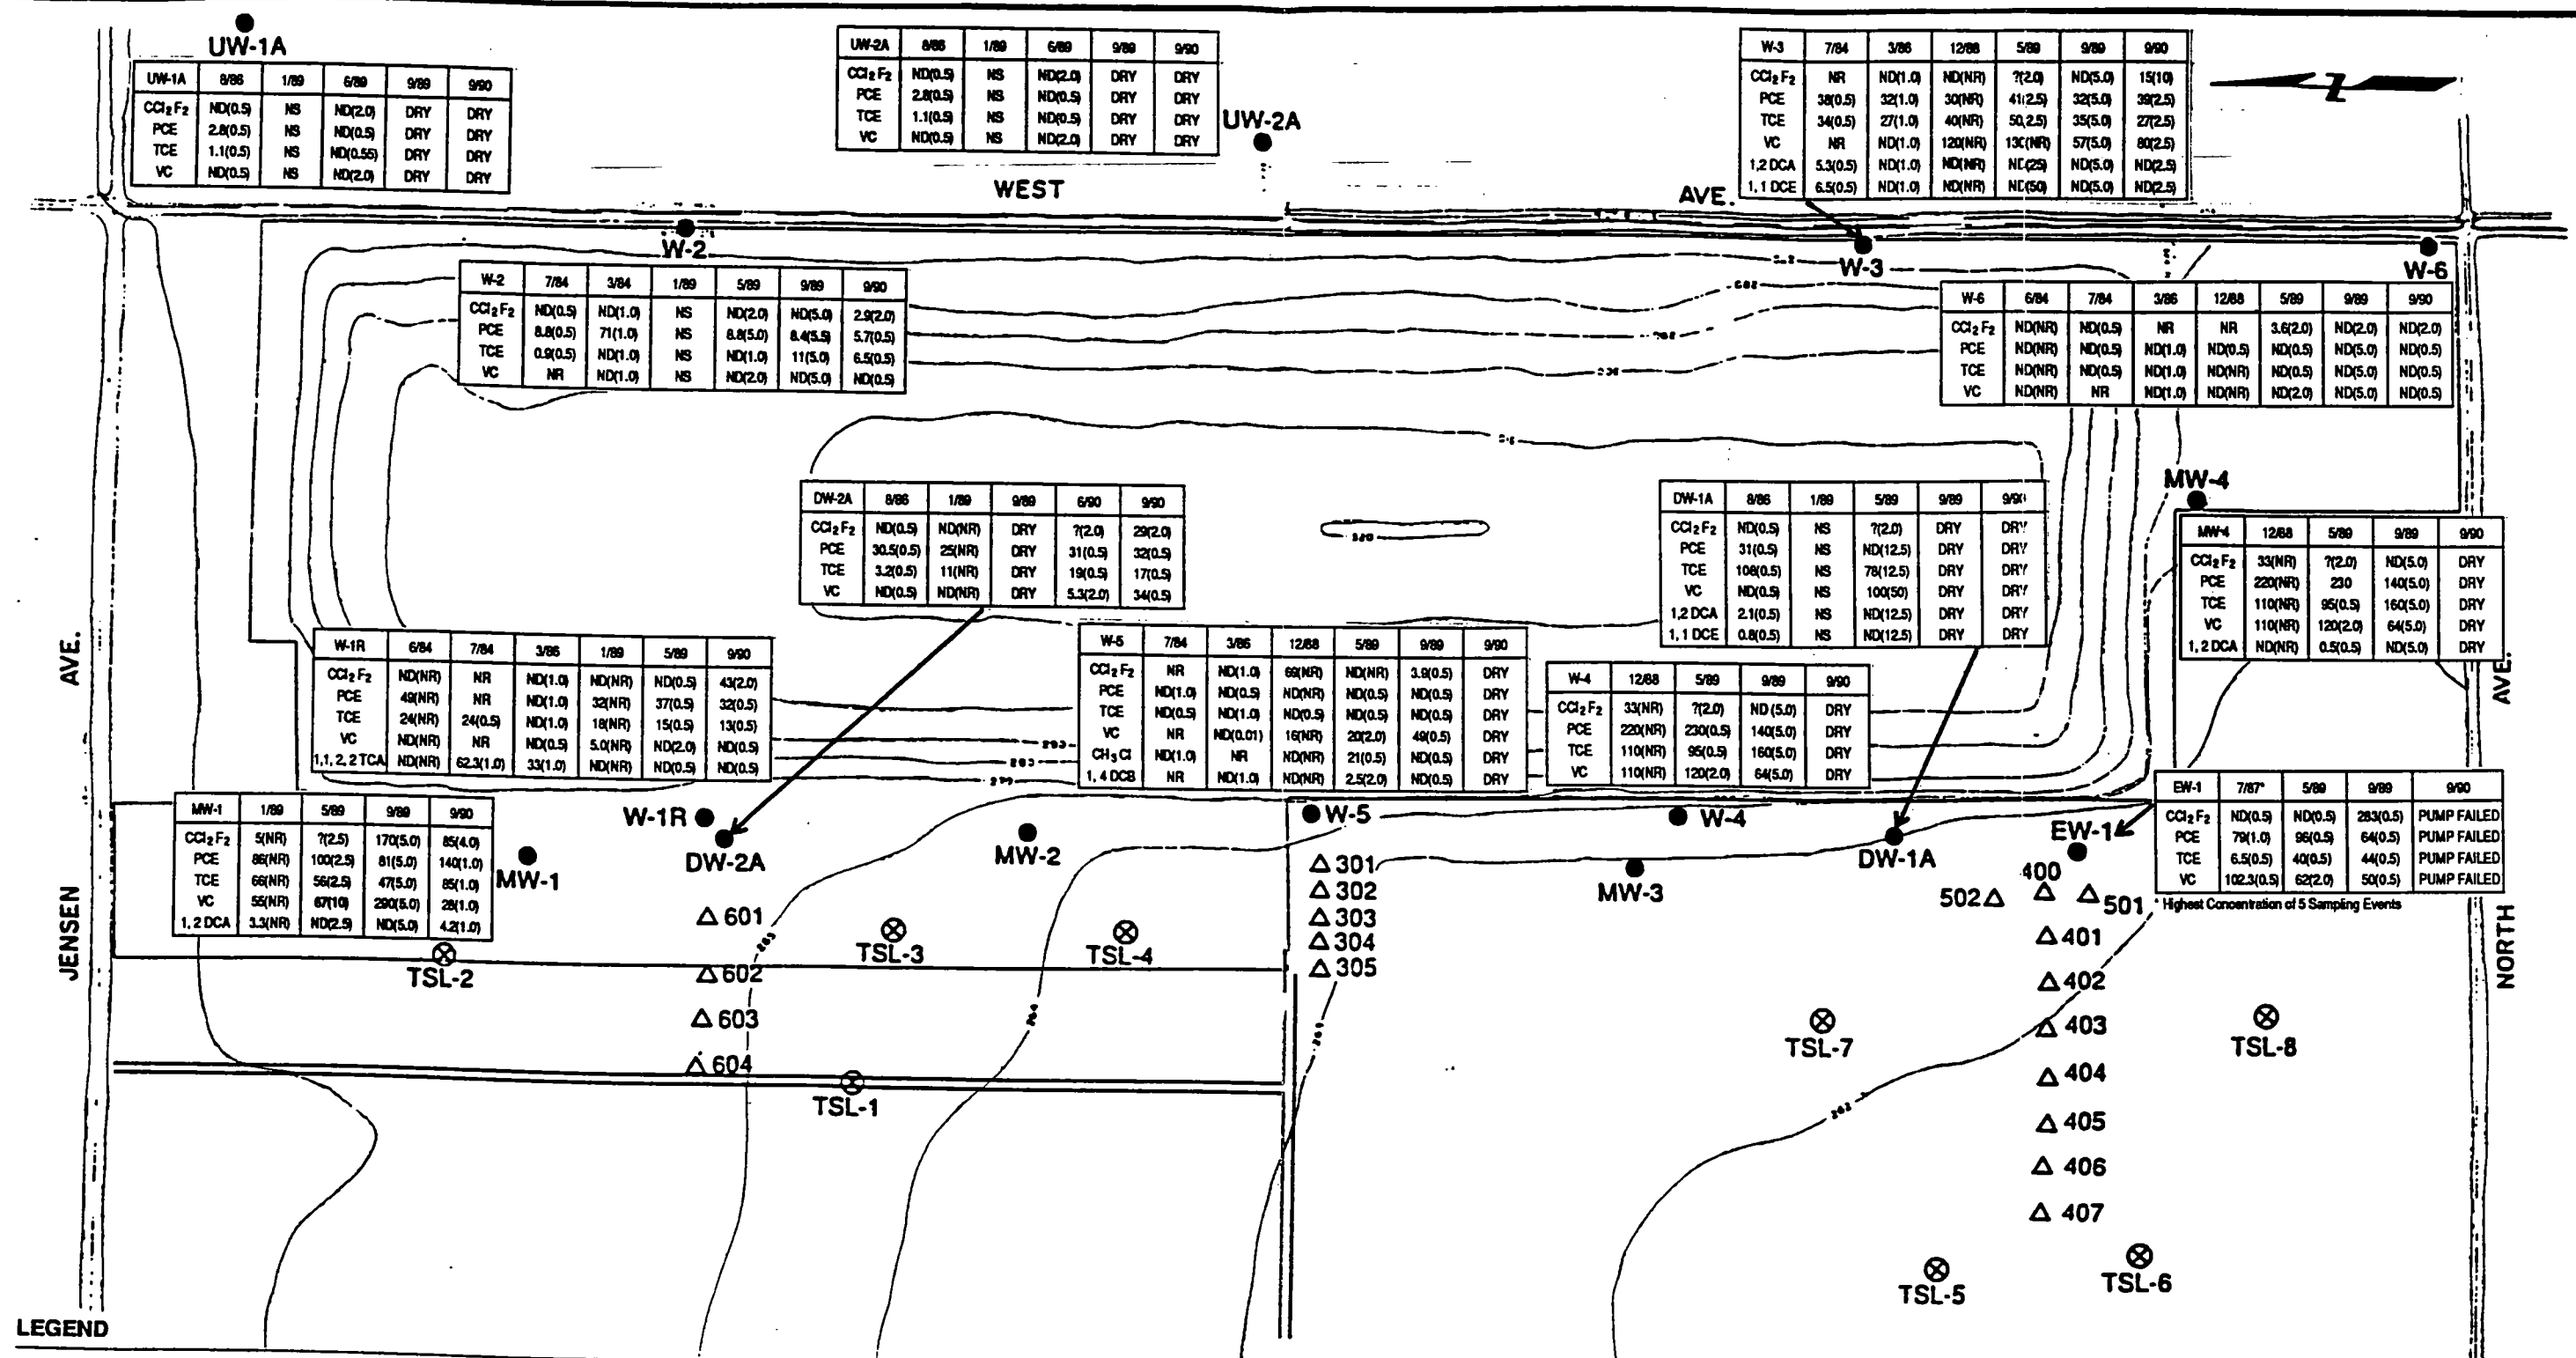 UW-1A
UW-1A 8/86 1/89 6/89 9/89 9/90
CCl2F2 ND(0.5) NS ND(2.0) DRY DRY
PCE 2.8(0.5) NS ND(0.5) DRY DRY
TCE 1.1(0.5) NS ND(0.55) DRY DRY
VC ND(0.5) NS ND(2.0) DRY DRY
UW-2A 8/86 1/89 6/89 9/89 9/90
CCl2F2 ND(0.5) NS ND(2.0) DRY DRY
PCE 2.8(0.5) NS ND(0.5) DRY DRY
TCE 1.1(0.5) NS ND(0.5) DRY DRY
VC ND(0.5) NS ND(2.0) DRY DRY
UW-2A
W-3 7/84 3/86 12/88 5/89 9/89 9/90
CCl2F2 NR ND(1.0) ND(NR) ?(2.0) ND(5.0) 15(10)
PCE 38(0.5) 32(1.0) 30(NR) 41(2.5) 32(5.0) 39(2.5)
TCE 34(0.5) 27(1.0) 40(NR) 50(2.5) 35(5.0) 27(2.5)
VC NR ND(1.0) 120(NR) 130(NR) 57(5.0) 80(2.5)
1,2 DCA 5.3(0.5) ND(1.0) ND(NR) ND(25) ND(5.0) ND(2.5)
1,1 DCE 6.5(0.5) ND(1.0) ND(NR) ND(50) ND(5.0) ND(2.5)
Z
WEST
AVE.
W-2
W-3
W-6
W-2 7/84 3/84 1/89 5/89 9/89 9/90
CCl2F2 ND(0.5) ND(1.0) NS ND(2.0) ND(5.0) 2.9(2.0)
PCE 8.8(0.5) 71(1.0) NS 8.8(5.0) 8.4(5.5) 5.7(0.5)
TCE 0.9(0.5) ND(1.0) NS ND(1.0) 11(5.0) 6.5(0.5)
VC NR ND(1.0) NS ND(2.0) ND(5.0) ND(0.5)
W-6 6/84 7/84 3/86 12/88 5/89 9/89 9/90
CCl2F2 ND(NR) ND(0.5) NR NR 3.6(2.0) ND(2.0) ND(2.0)
PCE ND(NR) ND(0.5) ND(1.0) ND(0.5) ND(0.5) ND(5.0) ND(0.5)
TCE ND(NR) ND(0.5) ND(1.0) ND(NR) ND(0.5) ND(5.0) ND(0.5)
VC ND(NR) NR ND(1.0) ND(NR) ND(2.0) ND(5.0) ND(0.5)
DW-2A 8/86 1/89 9/89 6/90 9/90
CCl2F2 ND(0.5) ND(NR) DRY ?(2.0) 29(2.0)
PCE 30.5(0.5) 25(NR) DRY 31(0.5) 32(0.5)
TCE 3.2(0.5) 11(NR) DRY 19(0.5) 17(0.5)
VC ND(0.5) ND(NR) DRY 5.3(2.0) 34(0.5)
320
DW-1A 8/86 1/89 5/89 9/89 9/90
CCl2F2 ND(0.5) NS ?(2.0) DRY DRY
PCE 31(0.5) NS ND(12.5) DRY DRY
TCE 108(0.5) NS 78(12.5) DRY DRY
VC ND(0.5) NS 100(50) DRY DRY
1,2 DCA 2.1(0.5) NS ND(12.5) DRY DRY
1,1 DCE 0.8(0.5) NS ND(12.5) DRY DRY
MW-4
MW-4 12/88 5/89 9/89 9/90
CCl2F2 33(NR) ?(2.0) ND(5.0) DRY
PCE 220(NR) 230 140(5.0) DRY
TCE 110(NR) 95(0.5) 160(5.0) DRY
VC 110(NR) 120(2.0) 64(5.0) DRY
1,2 DCA ND(NR) 0.5(0.5) ND(5.0) DRY
W-1R 6/84 7/84 3/86 1/89 5/89 9/90
CCl2F2 ND(NR) NR ND(1.0) ND(NR) ND(0.5) 43(2.0)
PCE 49(NR) NR ND(1.0) 32(NR) 37(0.5) 32(0.5)
TCE 24(NR) 24(0.5) ND(1.0) 18(NR) 15(0.5) 13(0.5)
VC ND(NR) NR ND(0.5) 5.0(NR) ND(2.0) ND(0.5)
1,1,2,2 TCA ND(NR) 62.3(1.0) 33(1.0) ND(NR) ND(0.5) ND(0.5)
W-5 7/84 3/86 12/88 5/89 9/89 9/90
CCl2F2 NR ND(1.0) 69(NR) ND(NR) 3.9(0.5) DRY
PCE ND(1.0) ND(0.5) ND(NR) ND(0.5) ND(0.5) DRY
TCE ND(0.5) ND(1.0) ND(0.5) ND(0.5) ND(0.5) DRY
VC NR ND(0.01) 16(NR) 20(2.0) 49(0.5) DRY
CH3Cl ND(1.0) NR ND(NR) 21(0.5) ND(0.5) DRY
1,4 DCB NR ND(1.0) ND(NR) 2.5(2.0) ND(0.5) DRY
W-4 12/88 5/89 9/89 9/90
CCl2F2 33(NR) ?(2.0) ND (5.0) DRY
PCE 220(NR) 230(0.5) 140(5.0) DRY
TCE 110(NR) 95(0.5) 160(5.0) DRY
VC 110(NR) 120(2.0) 64(5.0) DRY
AVE.
AVE.
MW-1 1/89 5/89 9/89 9/90
CCl2F2 5(NR) ?(2.5) 170(5.0) 85(4.0)
PCE 86(NR) 100(2.5) 81(5.0) 140(1.0)
TCE 66(NR) 56(2.5) 47(5.0) 85(1.0)
VC 55(NR) 67(10) 290(5.0) 28(1.0)
1,2 DCA 3.3(NR) ND(2.5) ND(5.0) 4.2(1.0)
EW-1 7/87* 5/89 9/89 9/90
CCl2F2 ND(0.5) ND(0.5) 283(0.5) PUMP FAILED
PCE 79(1.0) 96(0.5) 64(0.5) PUMP FAILED
TCE 6.5(0.5) 40(0.5) 44(0.5) PUMP FAILED
VC 102.3(0.5) 62(2.0) 50(0.5) PUMP FAILED
* Highest Concentration of 5 Sampling Events
W-1R
DW-2A
MW-1
MW-2
W-5
W-4
MW-3
DW-1A
EW-1
301
302
303
304
305
400
502
501
401
402
403
404
405
406
407
601
602
603
604
TSL-2
TSL-3
TSL-4
TSL-1
TSL-7
TSL-8
TSL-5
TSL-6
263
264
262
JENSEN
NORTH
LEGEND